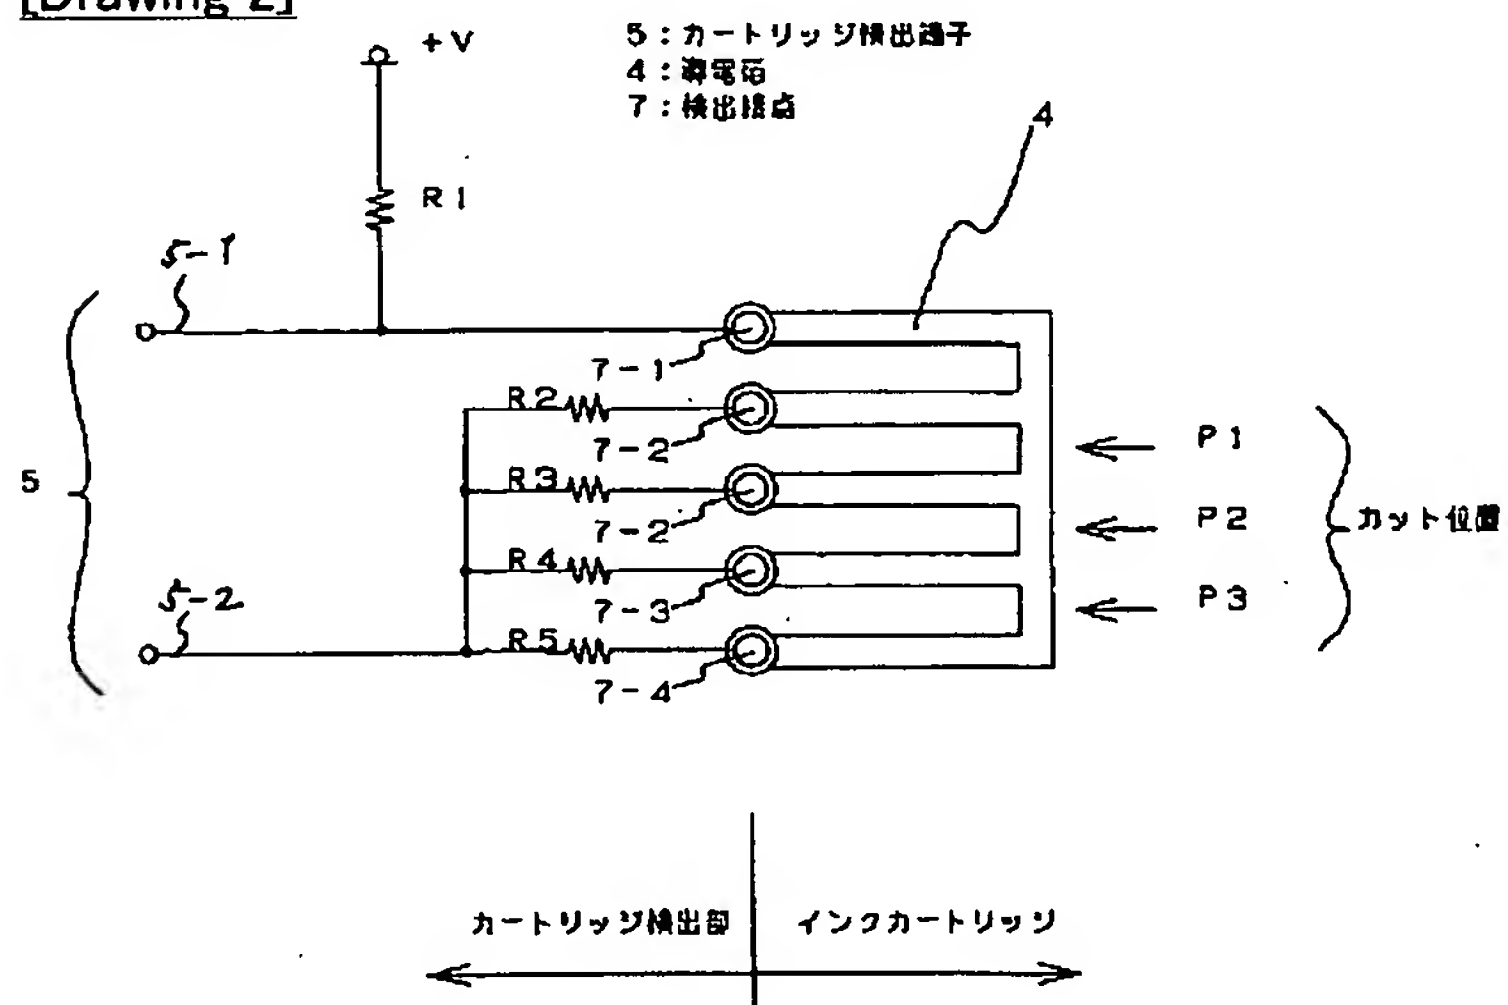 [Drawing 2]
+V
5:カートリッジ検出端子
4:導電箔
7:検出接点
4
R1
5-1
7-1
R2
7-2
P1
R3
5
7-2
P2
カット位置
R4
7-3
P3
5-2
R5
7-4
カートリッジ検出部
インクカートリッジ